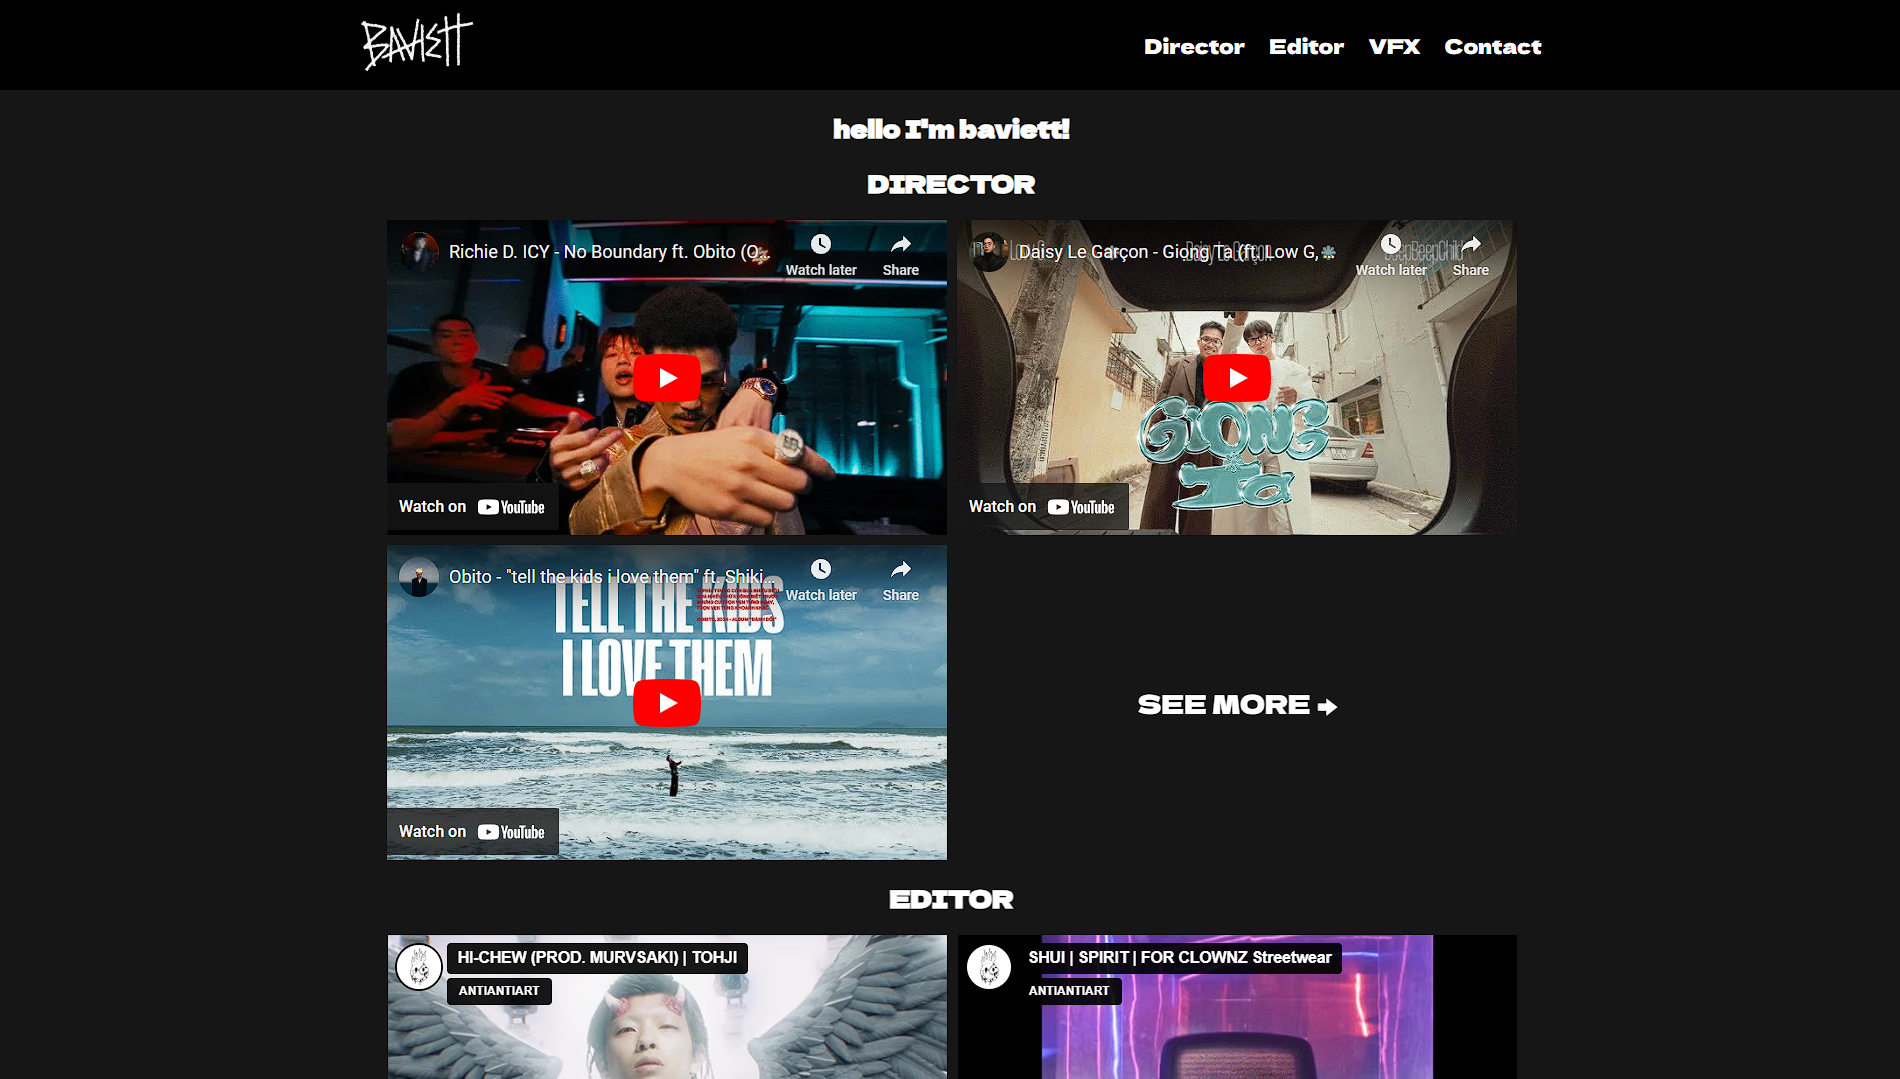 BAVIETT
Director Editor VFX Contact
hello I'm baviett!
DIRECTOR
Richie D. ICY - No Boundary ft. Obito (O...
Watch later
Share
Watch on YouTube
Daisy Le Garçon - Giọng Ta (ft. Low G,
Watch later
Share
GIỌNG
Ta
Watch on YouTube
Obito - "tell the kids i love them" ft. Shiki...
Watch later
Share
TELL THE KIDS
I LOVE THEM
Watch on YouTube
SEE MORE
EDITOR
HI-CHEW (PROD. MURVSAKI) | TOHJI
ANTIANTIART
SHUI | SPIRIT | FOR CLOWNZ Streetwear
ANTIANTIART